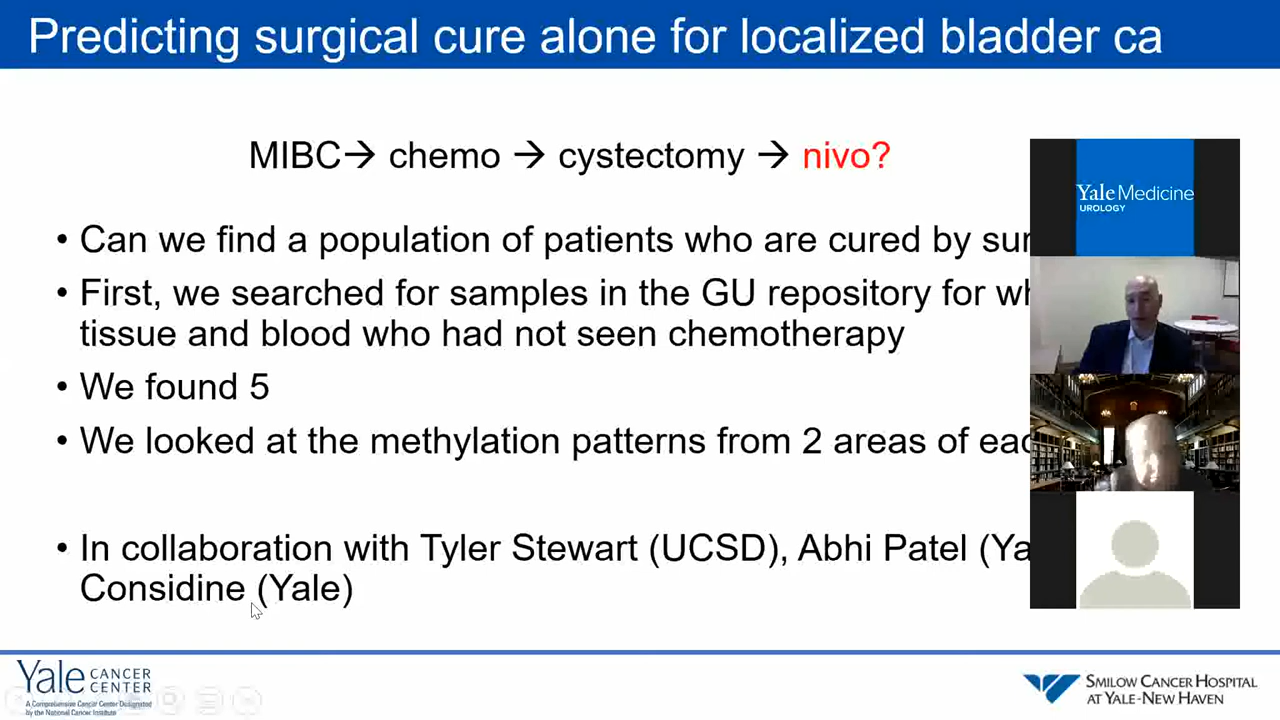 Predicting surgical cure alone for localized bladder ca
MIBC→ chemo → cystectomy → nivo?
• Can we find a population of patients who are cured by
• First, we searched for samples in the GU repository for
tissue and blood who had not seen chemotherapy
• We found 5
• We looked at the methylation patterns from 2 areas of
• In collaboration with Tyler Stewart (UCSD), Abhi Patel
Considine (Yale)
Yale Medicine
UROLOGY
Yale CANCER
CENTER
A Comprehensive Cancer Center Designated
by the National Cancer Institute
SMILOW CANCER HOSPITAL
AT YALE-NEW HAVEN